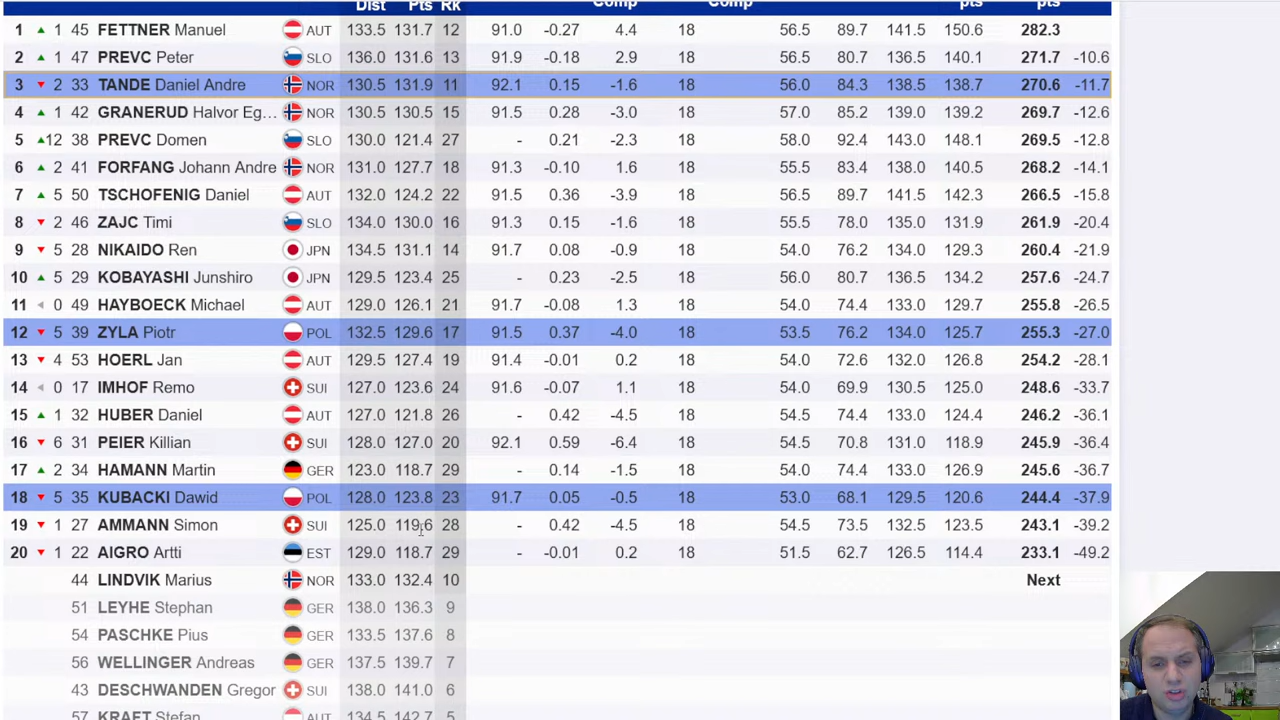 Dist Pts Rk Comp Comp pts pts
1 1 45 FETTNER Manuel AUT 133.5 131.7 12 91.0 -0.27 4.4 18 56.5 89.7 141.5 150.6 282.3
2 1 47 PREVC Peter SLO 136.0 131.6 13 91.9 -0.18 2.9 18 56.5 80.7 136.5 140.1 271.7 -10.6
3 2 33 TANDE Daniel Andre NOR 130.5 131.9 11 92.1 0.15 -1.6 18 56.0 84.3 138.5 138.7 270.6 -11.7
4 1 42 GRANERUD Halvor Eg… NOR 130.5 130.5 15 91.5 0.28 -3.0 18 57.0 85.2 139.0 139.2 269.7 -12.6
5 12 38 PREVC Domen SLO 130.0 121.4 27 - 0.21 -2.3 18 58.0 92.4 143.0 148.1 269.5 -12.8
6 2 41 FORFANG Johann Andre NOR 131.0 127.7 18 91.3 -0.10 1.6 18 55.5 83.4 138.0 140.5 268.2 -14.1
7 5 50 TSCHOFENIG Daniel AUT 132.0 124.2 22 91.5 0.36 -3.9 18 56.5 89.7 141.5 142.3 266.5 -15.8
8 2 46 ZAJC Timi SLO 134.0 130.0 16 91.3 0.15 -1.6 18 55.5 78.0 135.0 131.9 261.9 -20.4
9 5 28 NIKAIDO Ren JPN 134.5 131.1 14 91.7 0.08 -0.9 18 54.0 76.2 134.0 129.3 260.4 -21.9
10 5 29 KOBAYASHI Junshiro JPN 129.5 123.4 25 - 0.23 -2.5 18 56.0 80.7 136.5 134.2 257.6 -24.7
11 0 49 HAYBOECK Michael AUT 129.0 126.1 21 91.7 -0.08 1.3 18 54.0 74.4 133.0 129.7 255.8 -26.5
12 5 39 ZYLA Piotr POL 132.5 129.6 17 91.5 0.37 -4.0 18 53.5 76.2 134.0 125.7 255.3 -27.0
13 4 53 HOERL Jan AUT 129.5 127.4 19 91.4 -0.01 0.2 18 54.0 72.6 132.0 126.8 254.2 -28.1
14 0 17 IMHOF Remo SUI 127.0 123.6 24 91.6 -0.07 1.1 18 54.0 69.9 130.5 125.0 248.6 -33.7
15 1 32 HUBER Daniel AUT 127.0 121.8 26 - 0.42 -4.5 18 54.5 74.4 133.0 124.4 246.2 -36.1
16 6 31 PEIER Killian SUI 128.0 127.0 20 92.1 0.59 -6.4 18 54.5 70.8 131.0 118.9 245.9 -36.4
17 2 34 HAMANN Martin GER 123.0 118.7 29 - 0.14 -1.5 18 54.0 74.4 133.0 126.9 245.6 -36.7
18 5 35 KUBACKI Dawid POL 128.0 123.8 23 91.7 0.05 -0.5 18 53.0 68.1 129.5 120.6 244.4 -37.9
19 1 27 AMMANN Simon SUI 125.0 119.6 28 - 0.42 -4.5 18 54.5 73.5 132.5 123.5 243.1 -39.2
20 1 22 AIGRO Artti EST 129.0 118.7 29 - -0.01 0.2 18 51.5 62.7 126.5 114.4 233.1 -49.2
44 LINDVIK Marius NOR 133.0 132.4 10 Next
51 LEYHE Stephan GER 138.0 136.3 9
54 PASCHKE Pius GER 133.5 137.6 8
56 WELLINGER Andreas GER 137.5 139.7 7
43 DESCHWANDEN Gregor SUI 138.0 141.0 6
57 KRAFT Stefan AUT 134.5 142.7 5